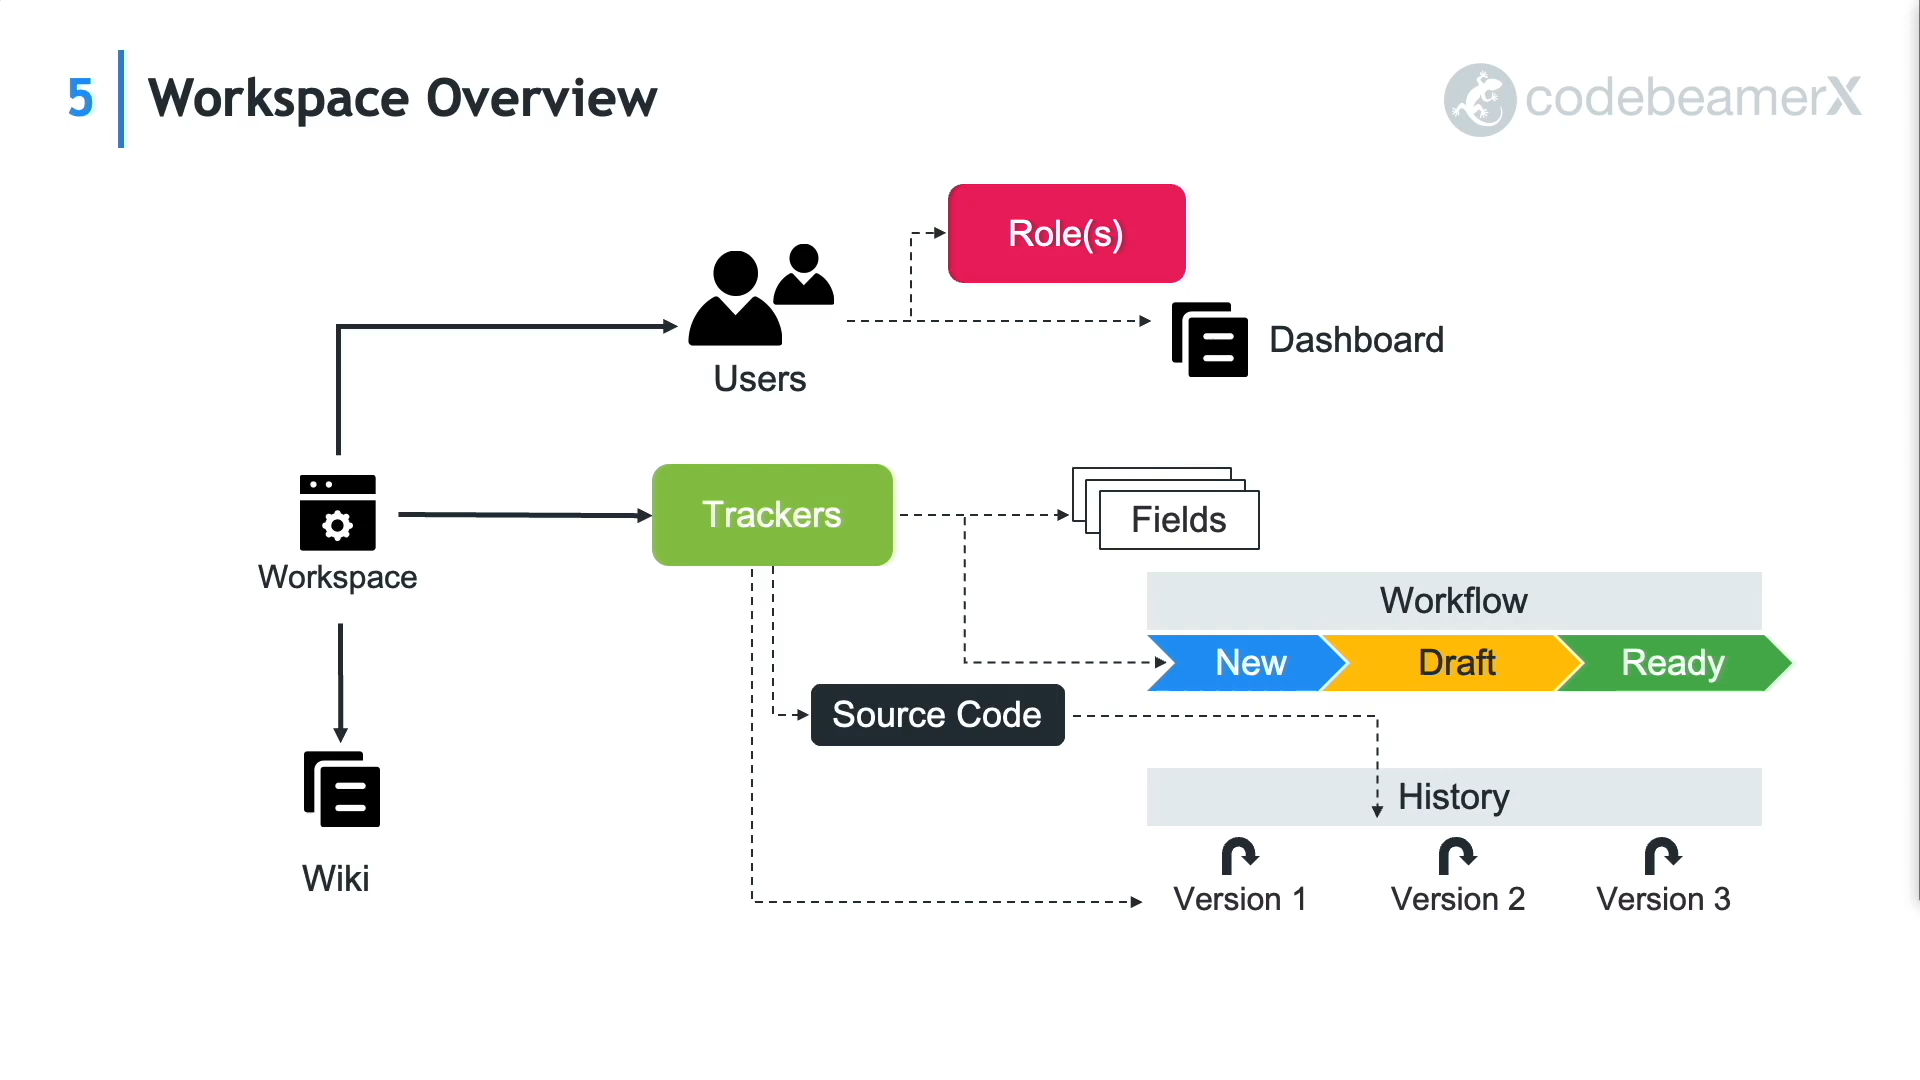 5
Workspace Overview
codebeamerX
Role(s)
Users
Dashboard
Workspace
Trackers
Fields
Workflow
New
Draft
Ready
Source Code
History
Wiki
Version 1
Version 2
Version 3